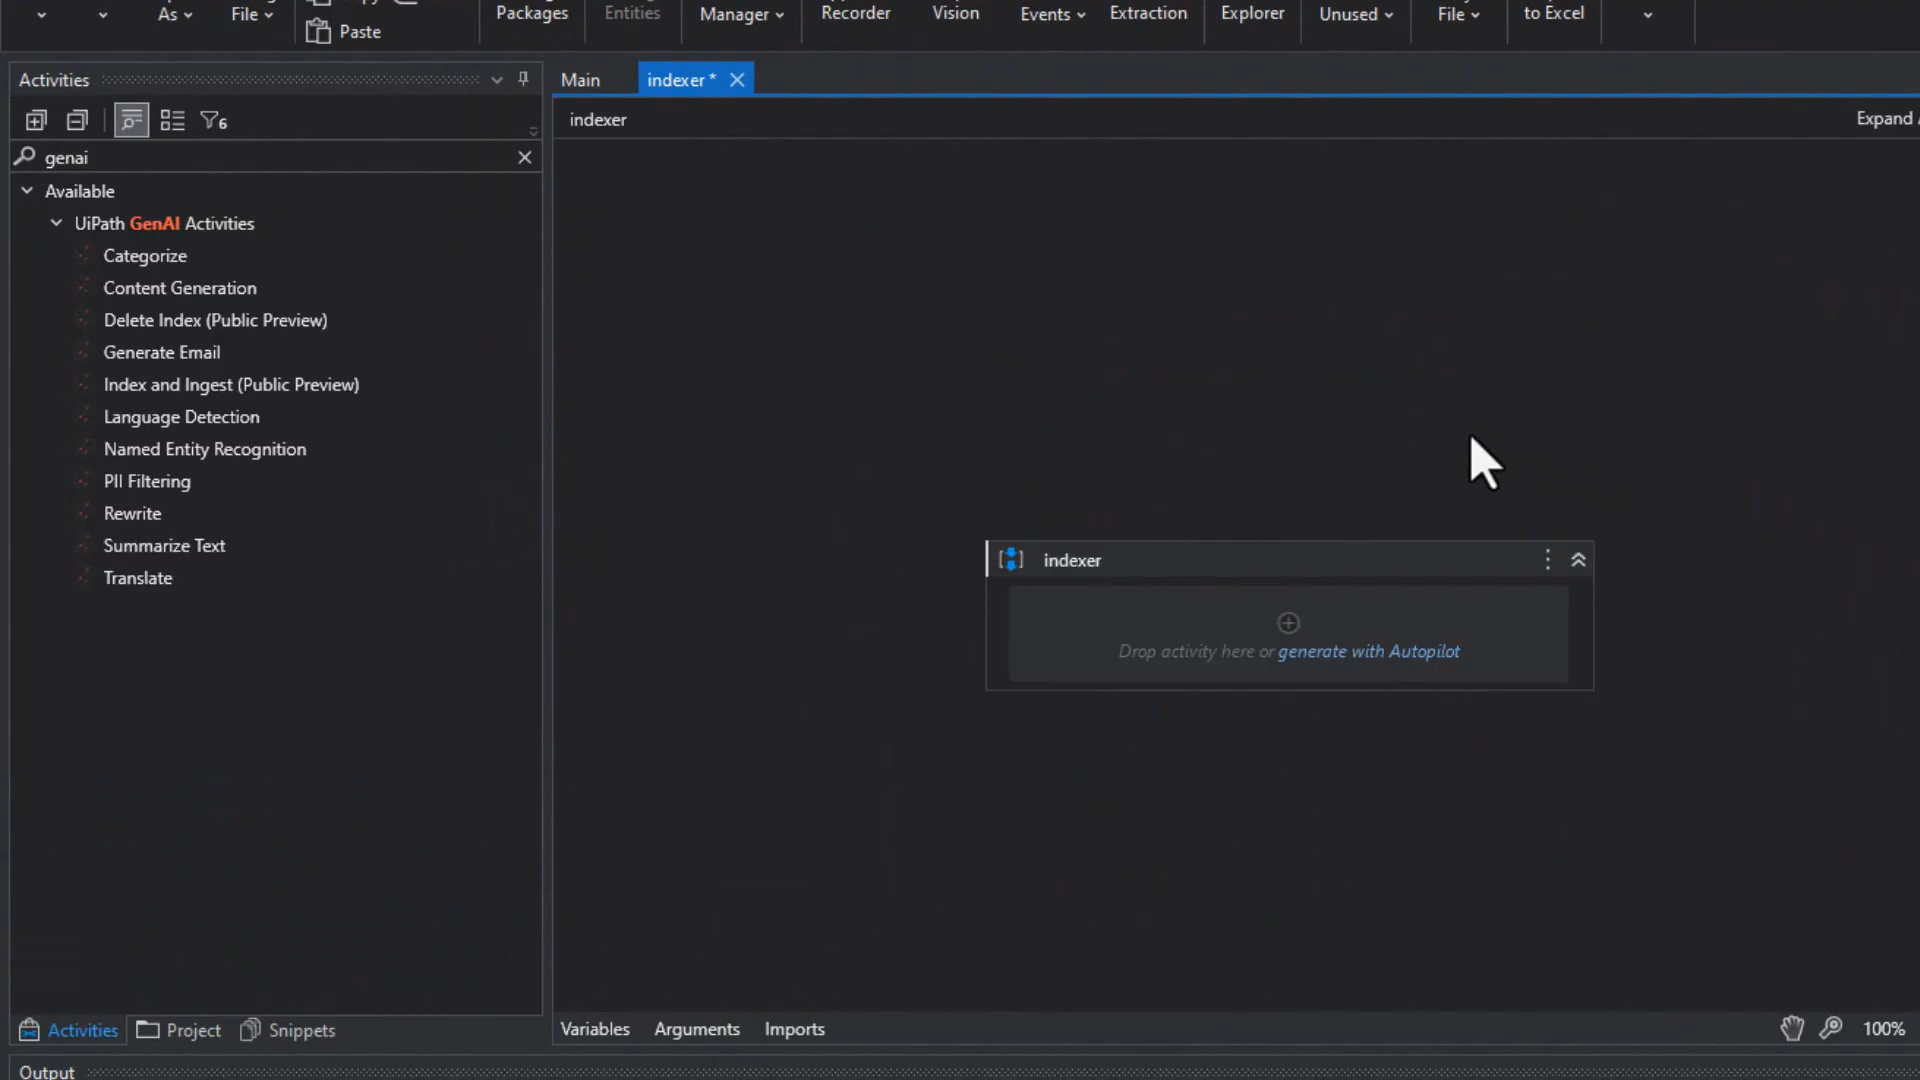 As
File
Paste
Packages
Entities
Manager
Recorder
Vision
Events
Extraction
Explorer
Unused
File
to Excel
Activities
6
genai
Available
UiPath GenAI Activities
Categorize
Content Generation
Delete Index (Public Preview)
Generate Email
Index and Ingest (Public Preview)
Language Detection
Named Entity Recognition
PII Filtering
Rewrite
Summarize Text
Translate
Main
indexer *
indexer
Expand
indexer
Drop activity here or generate with Autopilot
Activities
Project
Snippets
Variables
Arguments
Imports
100%
Output